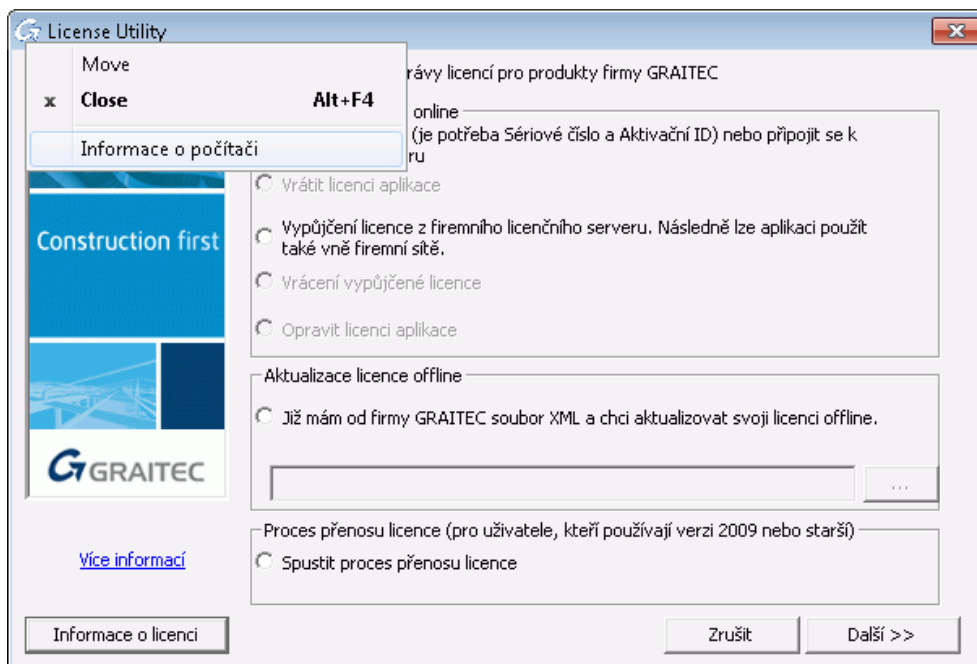 License Utility
Move
x Close Alt+F4
Informace o počítači
rávy licencí pro produkty firmy GRAITEC
online
(je potřeba Sériové číslo a Aktivační ID) nebo připojit se k
ru
Vrátit licenci aplikace
Vypůjčení licence z firemního licenčního serveru. Následně lze aplikaci použít
také vně firemní sítě.
Vrácení vypůjčené licence
Opravit licenci aplikace
Construction first
GRAITEC
Aktualizace licence offline
Již mám od firmy GRAITEC soubor XML a chci aktualizovat svoji licenci offline.
...
Proces přenosu licence (pro uživatele, kteří používají verzi 2009 nebo starší)
Spustit proces přenosu licence
Více informací
Informace o licenci
Zrušit
Další >>